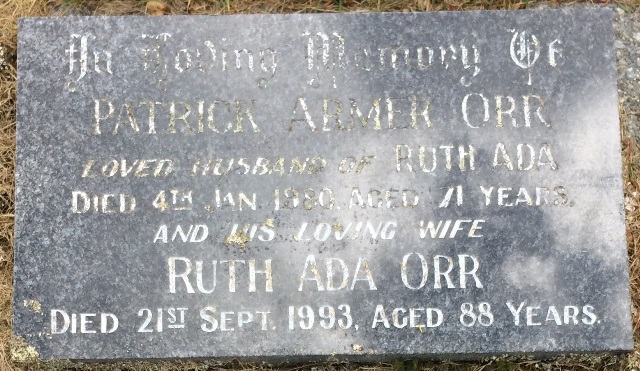 In Loving Memory Of
PATRICK ARMER ORR
LOVED HUSBAND OF RUTH ADA
DIED 4TH JAN. 1980, AGED 71 YEARS.
AND HIS LOVING WIFE
RUTH ADA ORR
DIED 21ST SEPT. 1993, AGED 88 YEARS.